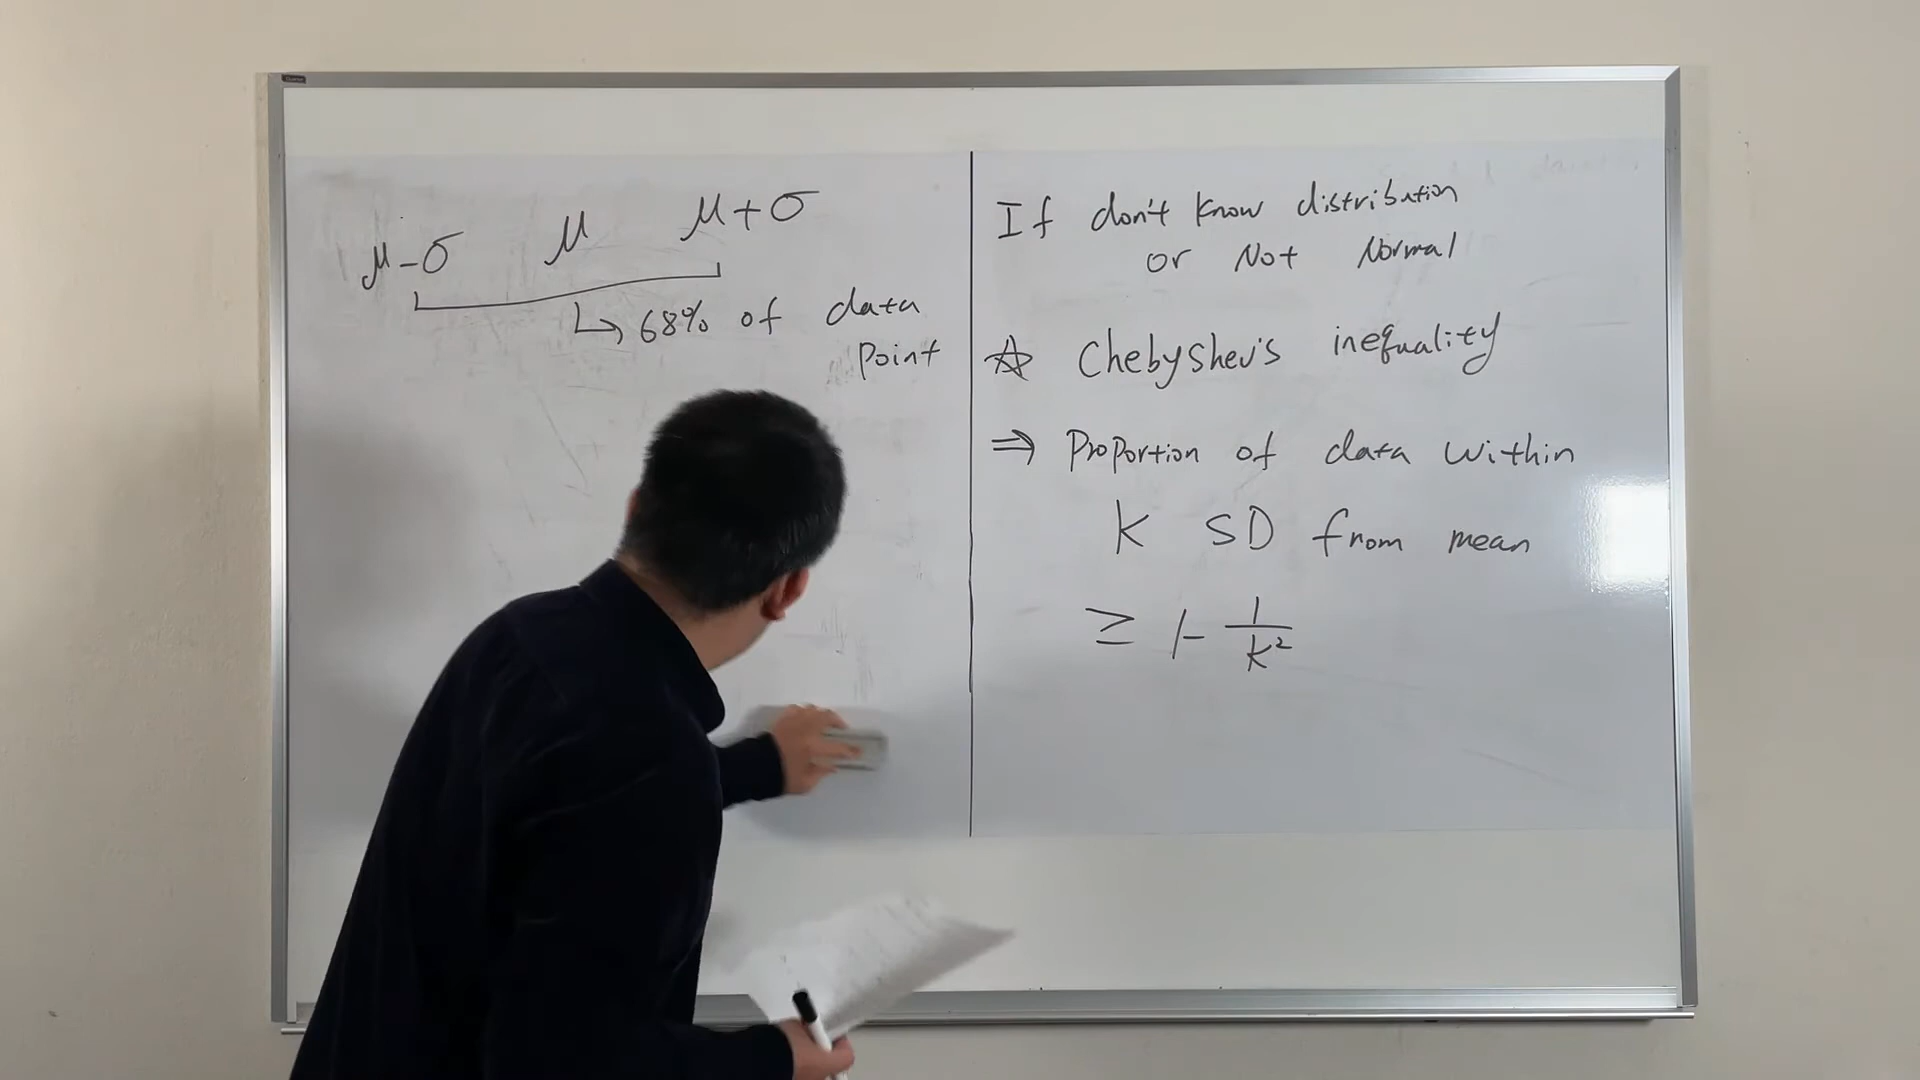 μ-σ μ μ+σ
↳ 68% of data
point
If don't know distribution
or Not Normal
☆ Chebyshev's inequality
⇒ Proportion of data within
K SD from mean
≥ 1- 1/k²